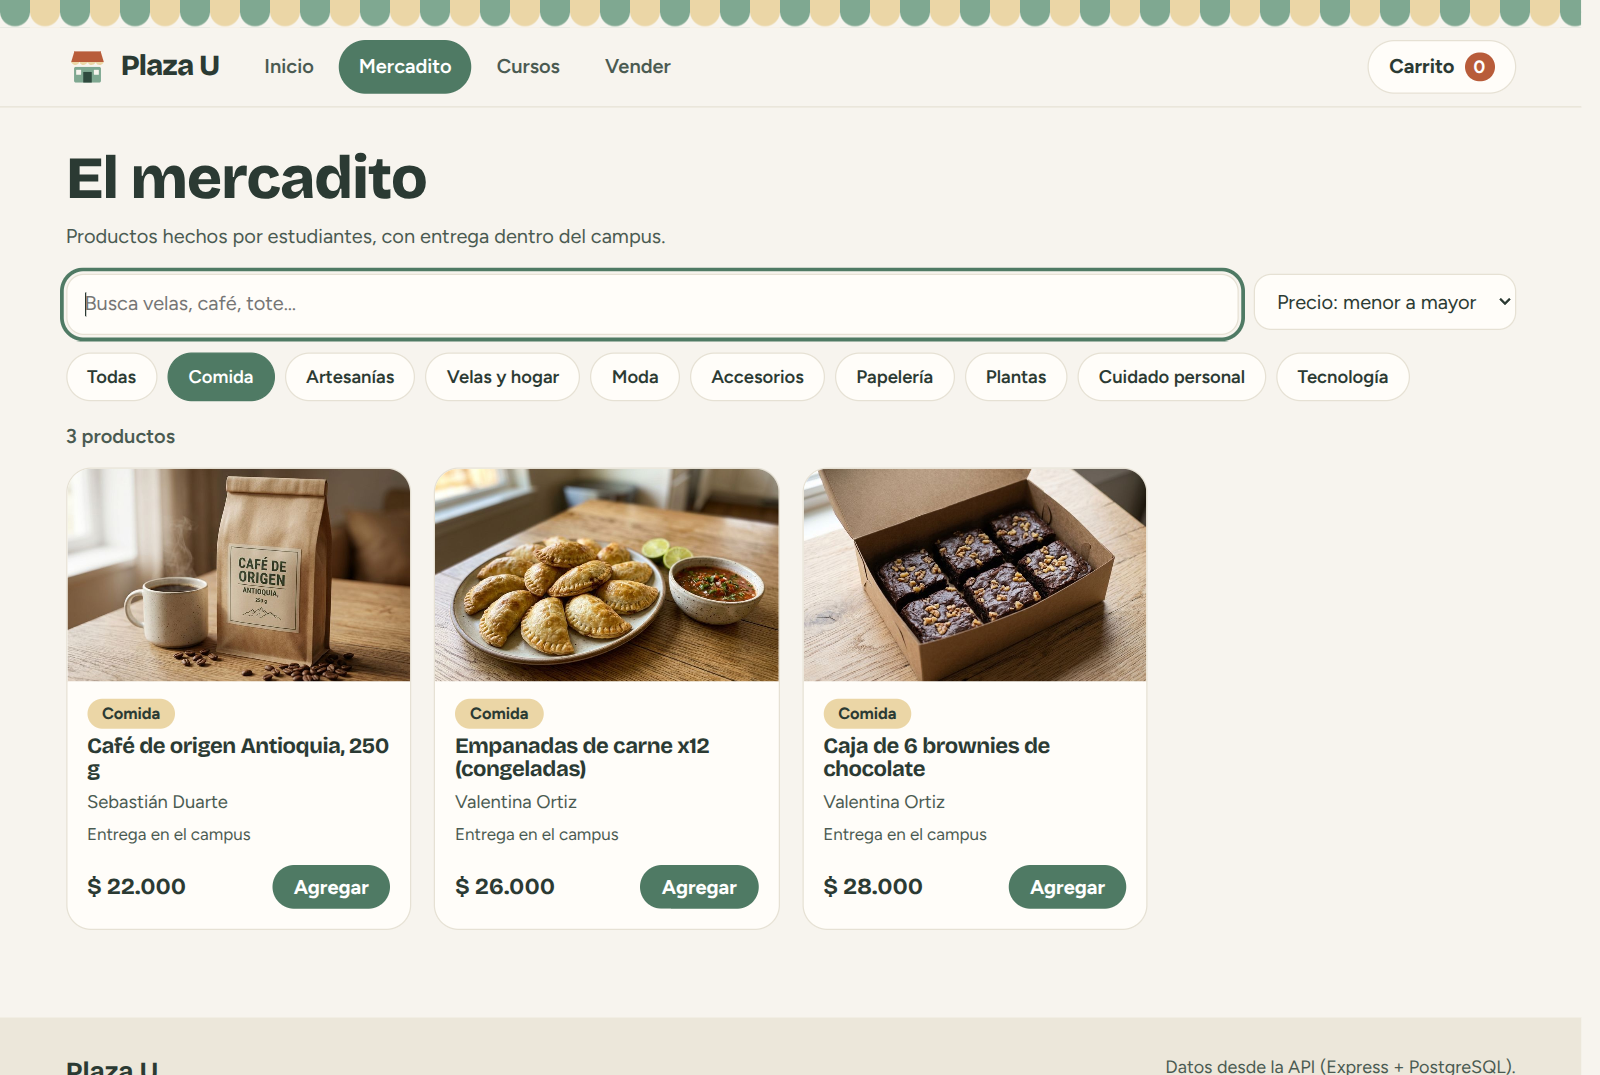 Plaza U
Inicio
Mercadito
Cursos
Vender
Carrito 0
El mercadito
Productos hechos por estudiantes, con entrega dentro del campus.
Busca velas, café, tote...
Precio: menor a mayor
Todas
Comida
Artesanías
Velas y hogar
Moda
Accesorios
Papelería
Plantas
Cuidado personal
Tecnología
3 productos
CAFÉ DE
ORIGEN
ANTIOQUIA,
250 g
Comida
Café de origen Antioquia, 250
g
Sebastián Duarte
Entrega en el campus
$ 22.000
Agregar
Comida
Empanadas de carne x12
(congeladas)
Valentina Ortiz
Entrega en el campus
$ 26.000
Agregar
Comida
Caja de 6 brownies de
chocolate
Valentina Ortiz
Entrega en el campus
$ 28.000
Agregar
Plaza U
Datos desde la API (Express + PostgreSQL).